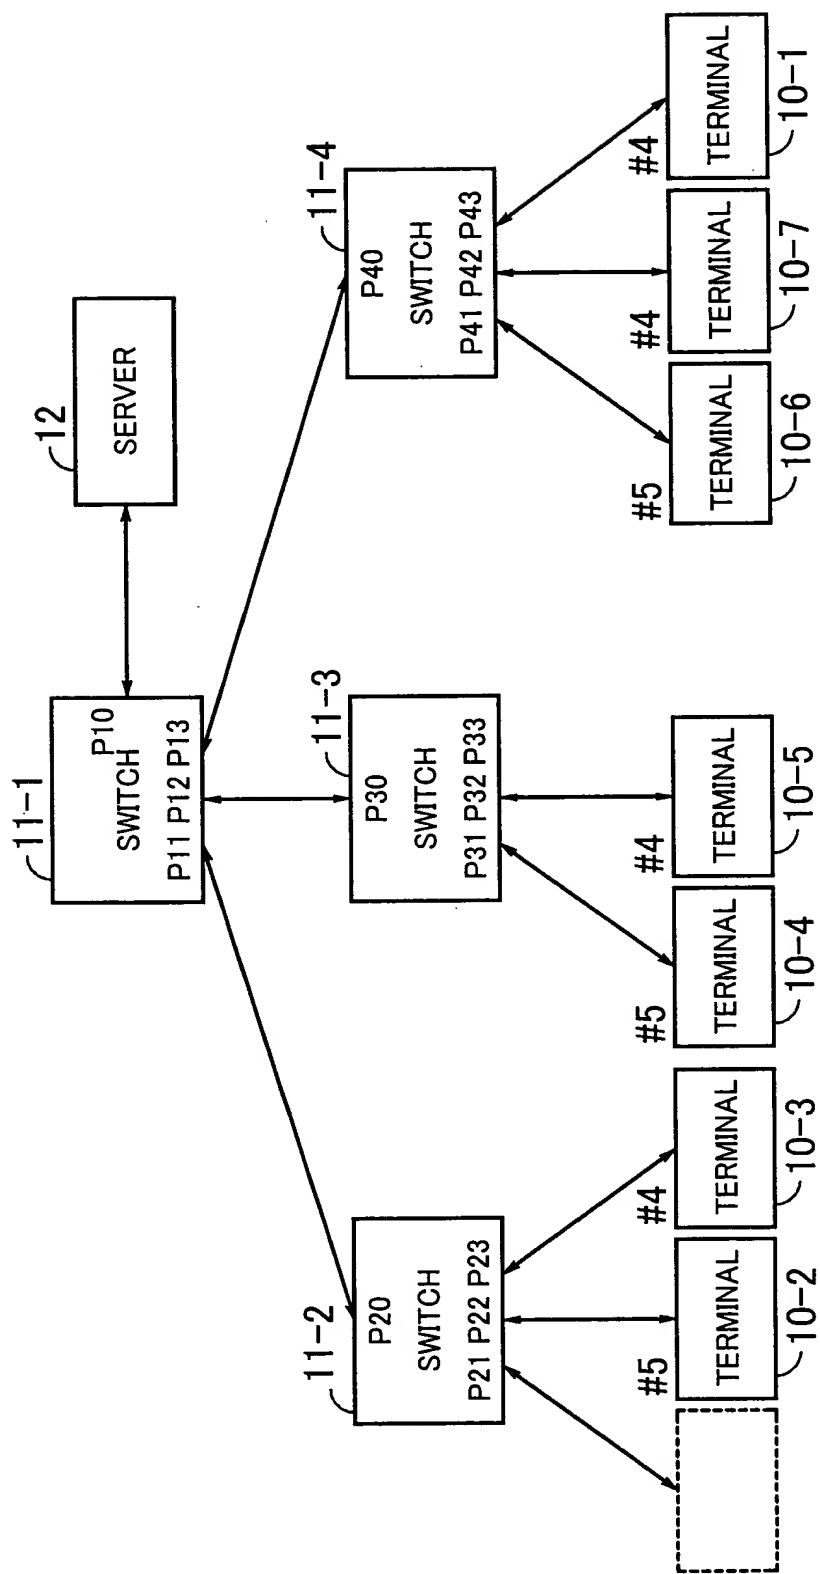 12
SERVER
11-1
P10
SWITCH
P11 P12 P13
11-2
P20
SWITCH
P21 P22 P23
11-3
P30
SWITCH
P31 P32 P33
11-4
P40
SWITCH
P41 P42 P43
#5
TERMINAL
10-2
#4
TERMINAL
10-3
#5
TERMINAL
10-4
#4
TERMINAL
10-5
#5
TERMINAL
10-6
#4
TERMINAL
10-7
#4
TERMINAL
10-1